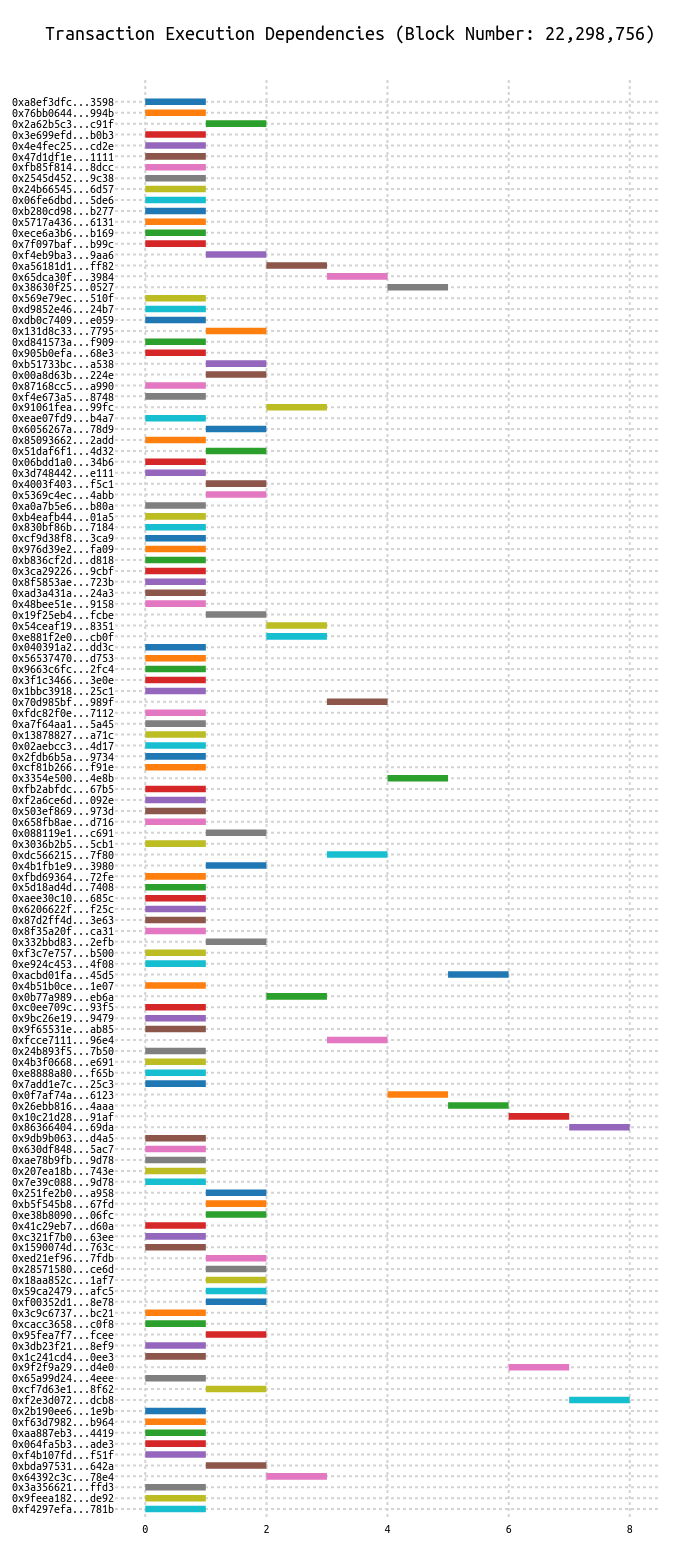 Transaction Execution Dependencies (Block Number: 22,298,756)
0xa8ef3dfc...3598
0x76bb0644...994b
0x2a62b5c3...c91f
0x3e699efd...b0b3
0x4e4fec25...cd2e
0x47d1df1e...1111
0xfb85f814...8dcc
0x2545d452...9c38
0x24b66545...6d57
0x06fe6dbd...5de6
0xb280cd98...b277
0x5717a436...6131
0xece6a3b6...b169
0x7f097baf...b99c
0xf4eb9ba3...9aa6
0xa56181d1...ff82
0x65dca30f...3984
0x38630f25...0527
0x569e79ec...510f
0xd9852e46...24b7
0xdb0c7409...e059
0x131d8c33...7795
0xd841573a...f909
0x905b0efa...68e3
0xb51733bc...a538
0x00a8d63b...224e
0x87168cc5...a990
0xf4e673a5...8748
0x91061fea...99fc
0xeae07fd9...b4a7
0x6056267a...78d9
0x85093662...2add
0x51daf6f1...4d32
0x06bdd1a0...34b6
0x3d748442...e111
0x4003f403...f5c1
0x5369c4ec...4abb
0xa0a7b5e6...b80a
0xb4eafb44...01a5
0x830bf86b...7184
0xcf9d38f8...3ca9
0x976d39e2...fa09
0xb836cf2d...d818
0x3ca29226...9cbf
0x8f5853ae...723b
0xad3a431a...24a3
0x48bee51e...9158
0x19f25eb4...fcbe
0x54ceaf19...8351
0xe881f2e0...cb0f
0x040391a2...dd3c
0x56537470...d753
0x9663c6fc...2fc4
0x3f1c3466...3e0e
0x1bbc3918...25c1
0x70d985bf...989f
0xfdc82f0e...7112
0xa7f64aa1...5a45
0x13878827...a71c
0x02aebcc3...4d17
0x2fdb6b5a...9734
0xcf81b266...f91e
0x3354e500...4e8b
0xfb2abfdc...67b5
0xf2a6ce6d...092e
0x503ef869...973d
0x658fb8ae...d716
0x088119e1...c691
0x3036b2b5...5cb1
0xdc566215...7f80
0x4b1fb1e9...3980
0xfbd69364...72fe
0x5d18ad4d...7408
0xaee30c10...685c
0x6206622f...f25c
0x87d2ff4d...3e63
0x8f35a20f...ca31
0x332bbd83...2efb
0xf3c7e757...b500
0xe924c453...4f08
0xacbd01fa...45d5
0x4b51b0ce...1e07
0x0b77a989...eb6a
0xc0ee709c...93f5
0x9bc26e19...9479
0x9f65531e...ab85
0xfcce7111...96e4
0x24b893f5...7b50
0x4b3f0668...e691
0xe8888a80...f65b
0x7add1e7c...25c3
0x0f7af74a...6123
0x26ebb816...4aaa
0x10c21d28...91af
0x86366404...69da
0x9db9b063...d4a5
0x630df848...5ac7
0xae78b9fb...9d78
0x207ea18b...743e
0x7e39c088...9d78
0x251fe2b0...a958
0xb5f545b8...67fd
0xe38b8090...06fc
0x41c29eb7...d60a
0xc321f7b0...63ee
0x1590074d...763c
0xed21ef96...7fdb
0x28571580...ce6d
0x18aa852c...1af7
0x59ca2479...afc5
0xf00352d1...8e78
0x3c9c6737...bc21
0xcacc3658...c0f8
0x95fea7f7...fcee
0x3db23f21...8ef9
0x1c241cd4...0ee3
0x9f2f9a29...d4e0
0x65a99d24...4eee
0xcf7d63e1...8f62
0xf2e3d072...dcb8
0x2b190ee6...1e9b
0xf63d7982...b964
0xaa887eb3...4419
0x064fa5b3...ade3
0xf4b107fd...f51f
0xbda97531...642a
0x64392c3c...78e4
0x3a356621...ffd3
0x9feea182...de92
0xf4297efa...781b
0 2 4 6 8